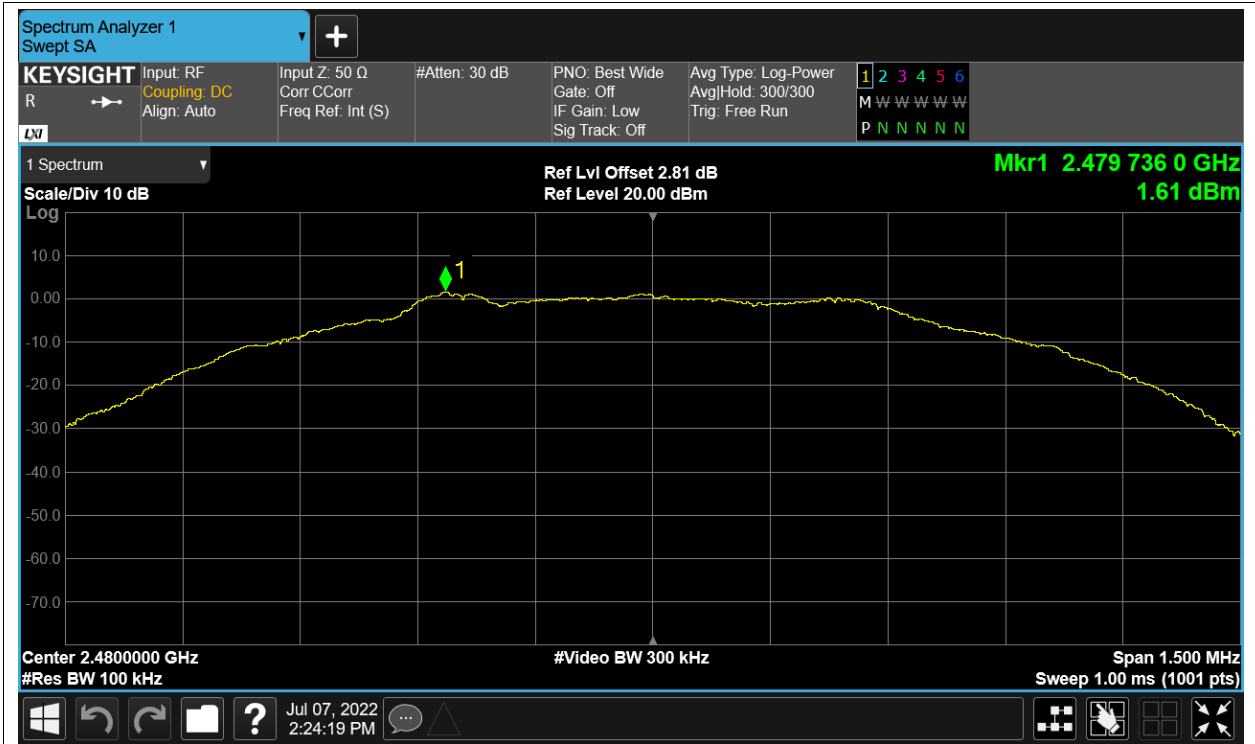 Spectrum Analyzer 1
Swept SA
KEYSIGHT
R
LXI
Input: RF
Coupling: DC
Align: Auto
Input Z: 50 Ω
Corr CCorr
Freq Ref: Int (S)
#Atten: 30 dB
PNO: Best Wide
Gate: Off
IF Gain: Low
Sig Track: Off
Avg Type: Log-Power
Avg|Hold: 300/300
Trig: Free Run
1 2 3 4 5 6
M W W W W W
P N N N N N
1 Spectrum
Scale/Div 10 dB
Log
Ref Lvl Offset 2.81 dB
Ref Level 20.00 dBm
Mkr1 2.479 736 0 GHz
1.61 dBm
1
10.0
0.00
-10.0
-20.0
-30.0
-40.0
-50.0
-60.0
-70.0
Center 2.4800000 GHz
#Video BW 300 kHz
Span 1.500 MHz
#Res BW 100 kHz
Sweep 1.00 ms (1001 pts)
?
Jul 07, 2022
2:24:19 PM